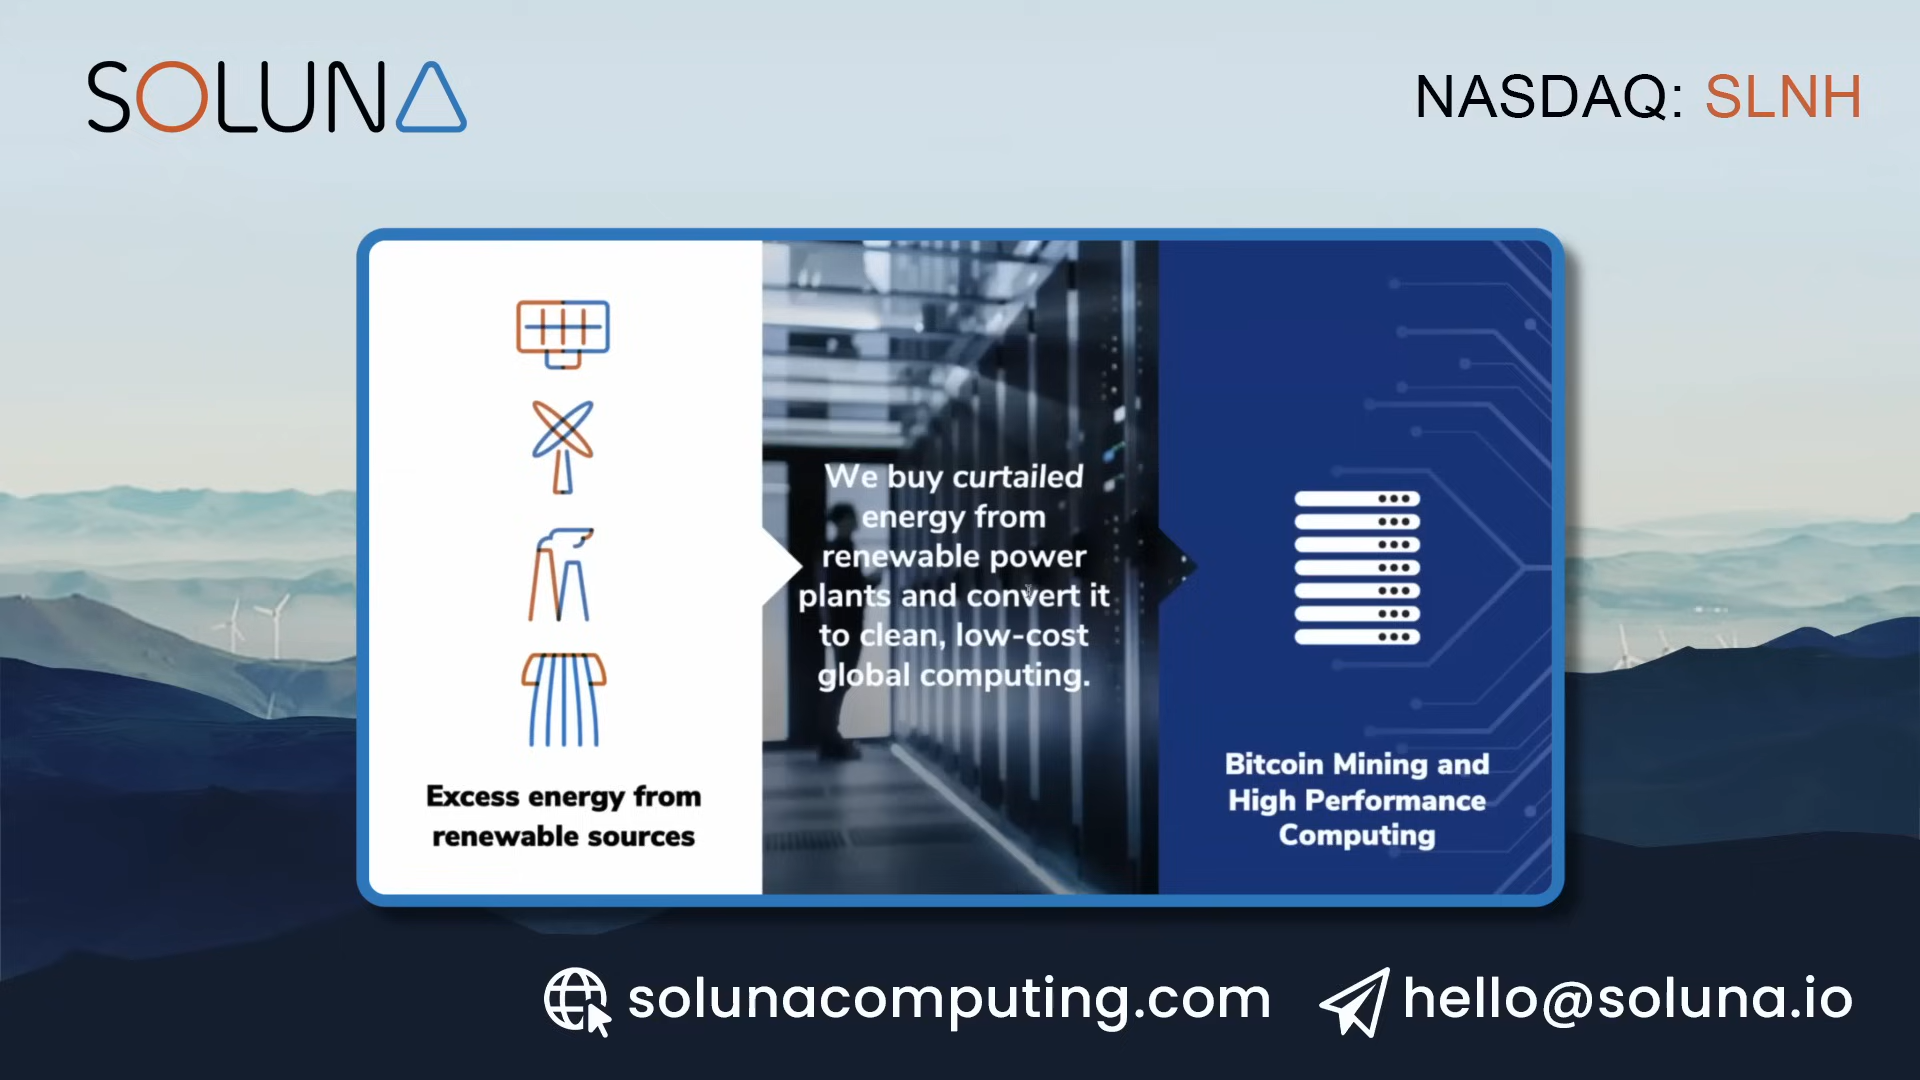 SOLUNA
NASDAQ: SLNH
We buy curtailed
energy from
renewable power
plants and convert it
to clean, low-cost
global computing.
Excess energy from
renewable sources
Bitcoin Mining and
High Performance
Computing
solunacomputing.com
hello@soluna.io